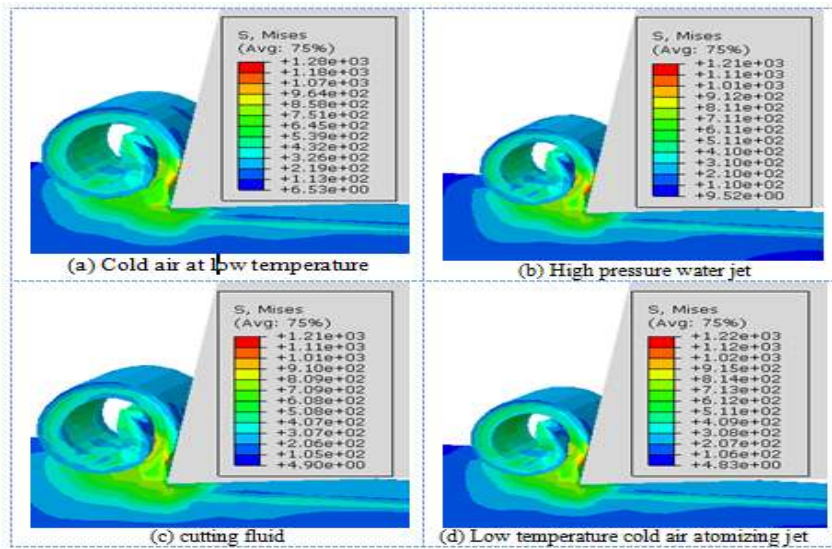 S, Mises
(Avg: 75%)
+1.28e+03
+1.18e+03
+1.07e+03
+9.64e+02
+8.58e+02
+7.51e+02
+6.45e+02
+5.39e+02
+4.32e+02
+3.26e+02
+2.19e+02
+1.13e+02
+6.53e+00
(a) Cold air at low temperature
S, Mises
(Avg: 75%)
+1.21e+03
+1.11e+03
+1.01e+03
+9.12e+02
+8.11e+02
+7.11e+02
+6.11e+02
+5.11e+02
+4.10e+02
+3.10e+02
+2.10e+02
+1.10e+02
+9.52e+00
(b) High pressure water jet
S, Mises
(Avg: 75%)
+1.21e+03
+1.11e+03
+1.01e+03
+9.10e+02
+8.09e+02
+7.09e+02
+6.08e+02
+5.08e+02
+4.07e+02
+3.07e+02
+2.06e+02
+1.05e+02
+4.90e+00
(c) cutting fluid
S, Mises
(Avg: 75%)
+1.22e+03
+1.12e+03
+1.02e+03
+9.15e+02
+8.14e+02
+7.13e+02
+6.12e+02
+5.11e+02
+4.09e+02
+3.08e+02
+2.07e+02
+1.06e+02
+4.83e+00
(d) Low temperature cold air atomizing jet